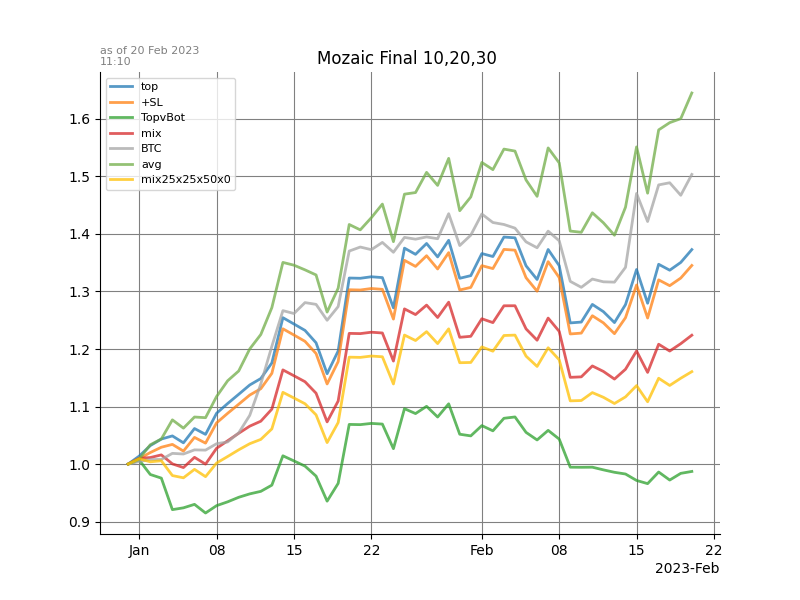 as of 20 Feb 2023
11:10
Mozaic Final 10,20,30
top
+SL
TopvBot
mix
BTC
avg
mix25x25x50x0
1.6
1.5
1.4
1.3
1.2
1.1
1.0
0.9
Jan 08 15 22 Feb 08 15 22
2023-Feb